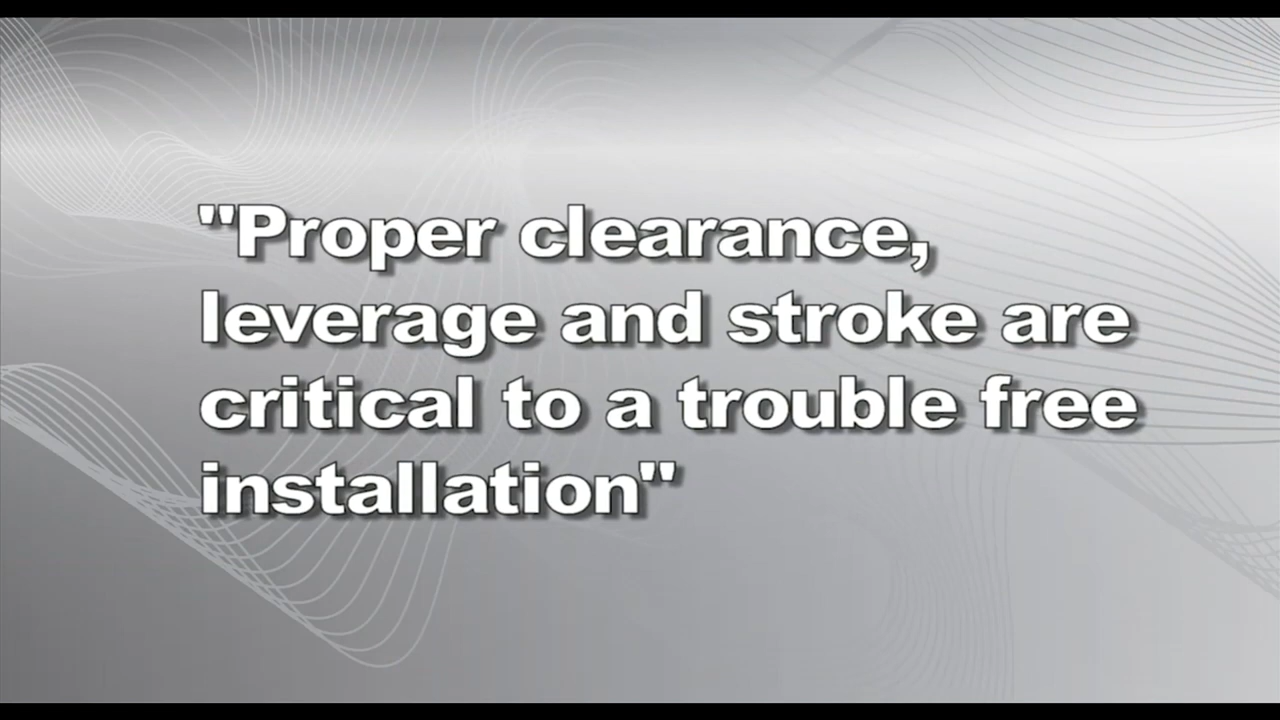 "Proper clearance,
leverage and stroke are
critical to a trouble free
installation"